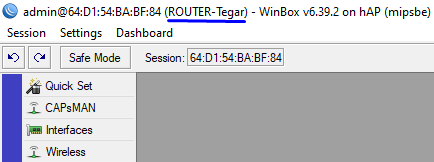 admin@64:D1:54:BA:BF:84 (ROUTER-Tegar) - WinBox v6.39.2 on hAP (mipsbe)
Session Settings Dashboard
Safe Mode Session: 64:D1:54:BA:BF:84
Quick Set
CAPsMAN
Interfaces
Wireless